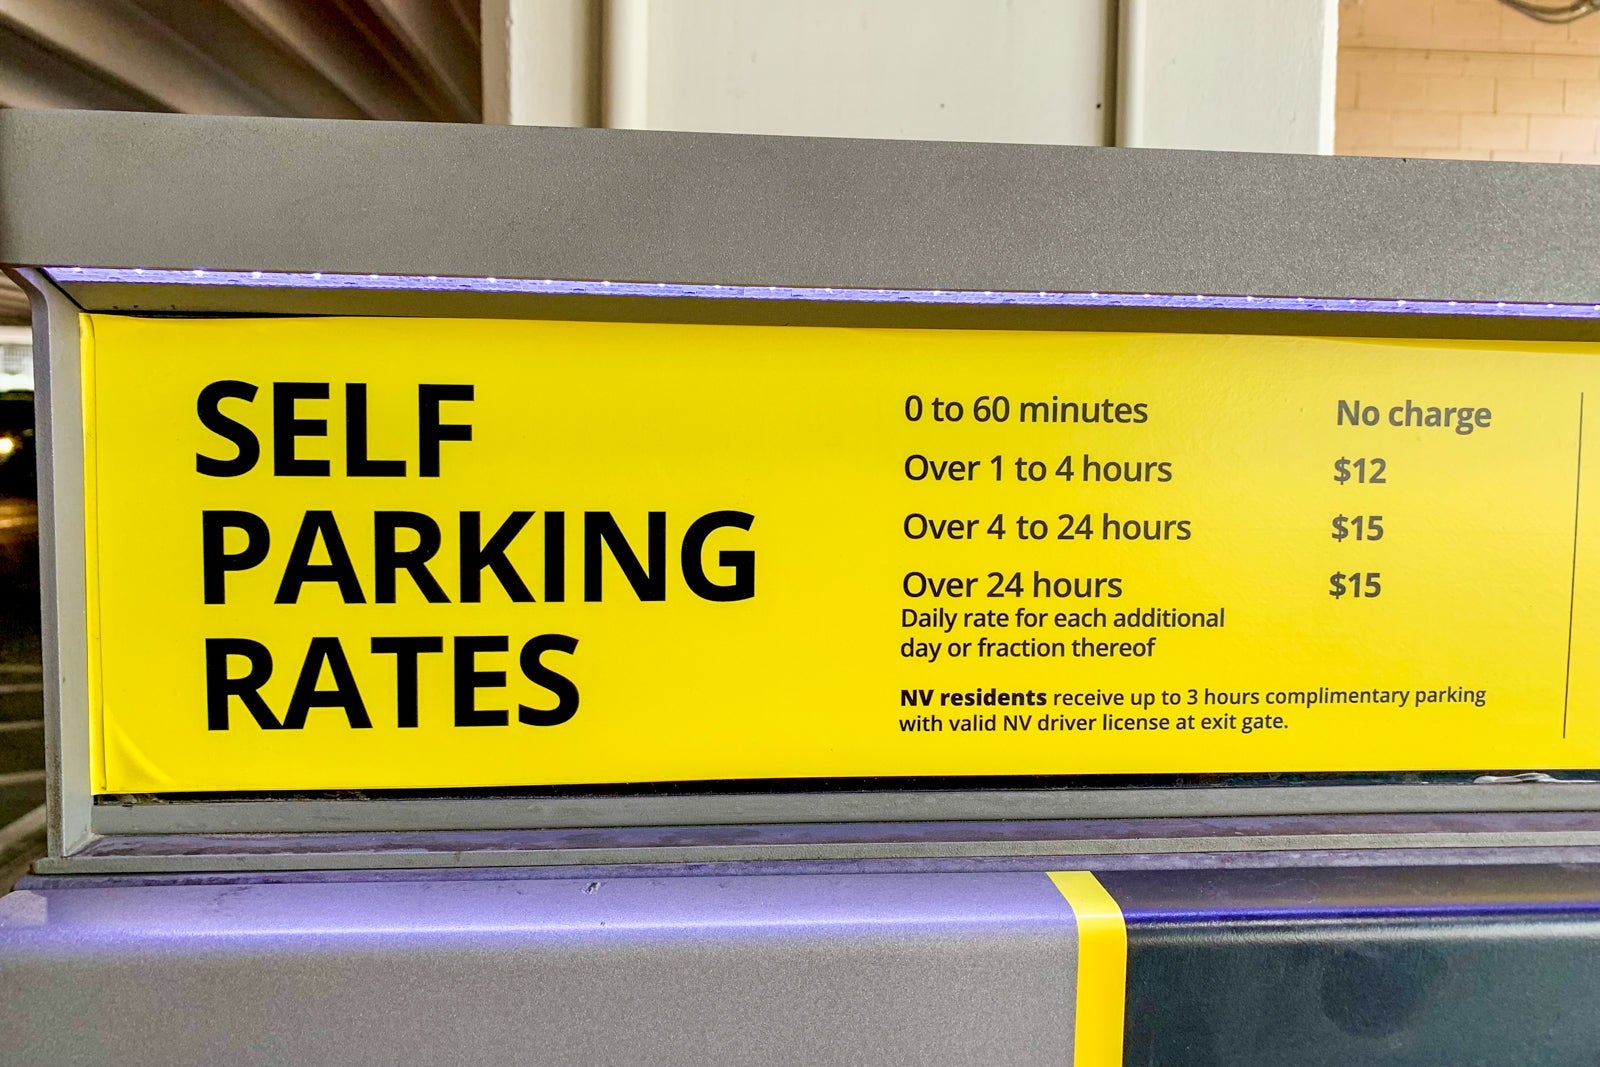 SELF
PARKING
RATES
0 to 60 minutes No charge
Over 1 to 4 hours $12
Over 4 to 24 hours $15
Over 24 hours $15
Daily rate for each additional
day or fraction thereof
NV residents receive up to 3 hours complimentary parking
with valid NV driver license at exit gate.